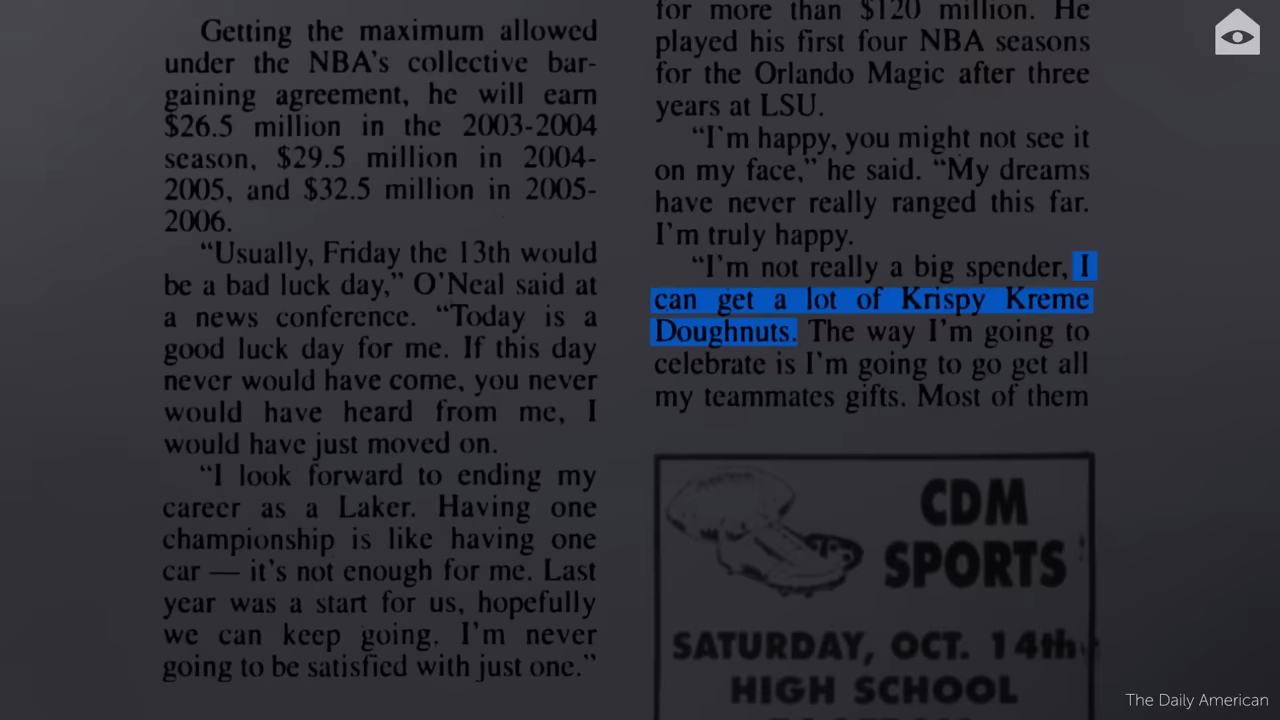 Getting the maximum allowed
under the NBA's collective bar-
gaining agreement, he will earn
$26.5 million in the 2003-2004
season, $29.5 million in 2004-
2005, and $32.5 million in 2005-
2006.
“Usually, Friday the 13th would
be a bad luck day,” O'Neal said at
a news conference. “Today is a
good luck day for me. If this day
never would have come, you never
would have heard from me, I
would have just moved on.
“I look forward to ending my
career as a Laker. Having one
championship is like having one
car — it's not enough for me. Last
year was a start for us, hopefully
we can keep going. I'm never
going to be satisfied with just one.”
for more than $120 million. He
played his first four NBA seasons
for the Orlando Magic after three
years at LSU.
“I'm happy, you might not see it
on my face,” he said. “My dreams
have never really ranged this far.
I'm truly happy.
“I'm not really a big spender, I
can get a lot of Krispy Kreme
Doughnuts. The way I'm going to
celebrate is I'm going to go get all
my teammates gifts. Most of them
CDM
SPORTS
SATURDAY, OCT. 14th
HIGH SCHOOL
The Daily American